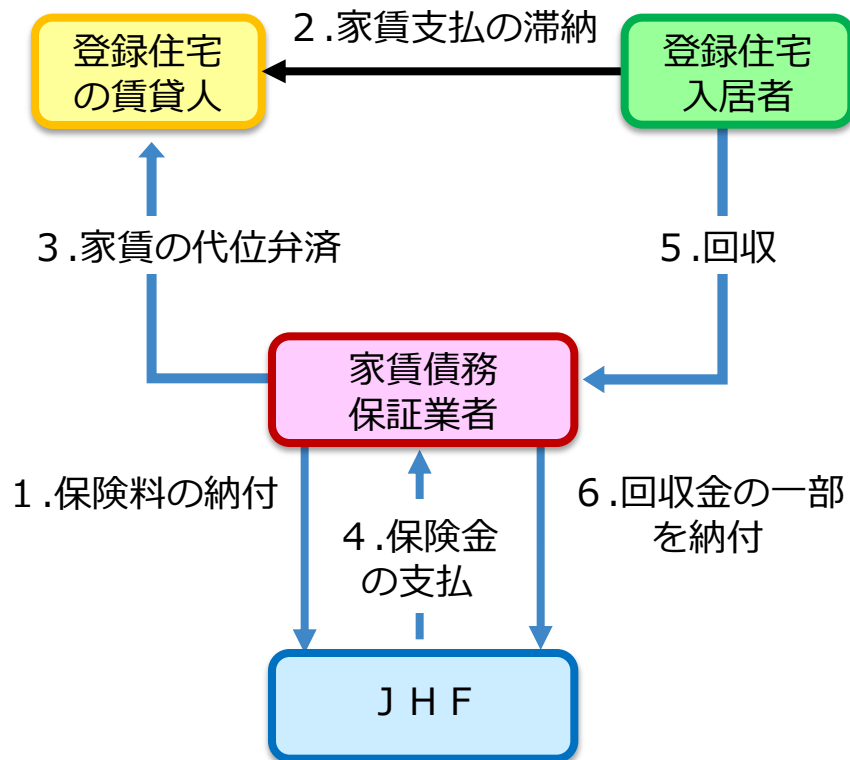 ２.家賃支払の滞納
登録住宅
の賃貸人
登録住宅
入居者
３.家賃の代位弁済
５.回収
家賃債務
保証業者
１.保険料の納付
６.回収金の一部
を納付
４.保険金
の支払
ＪＨＦ